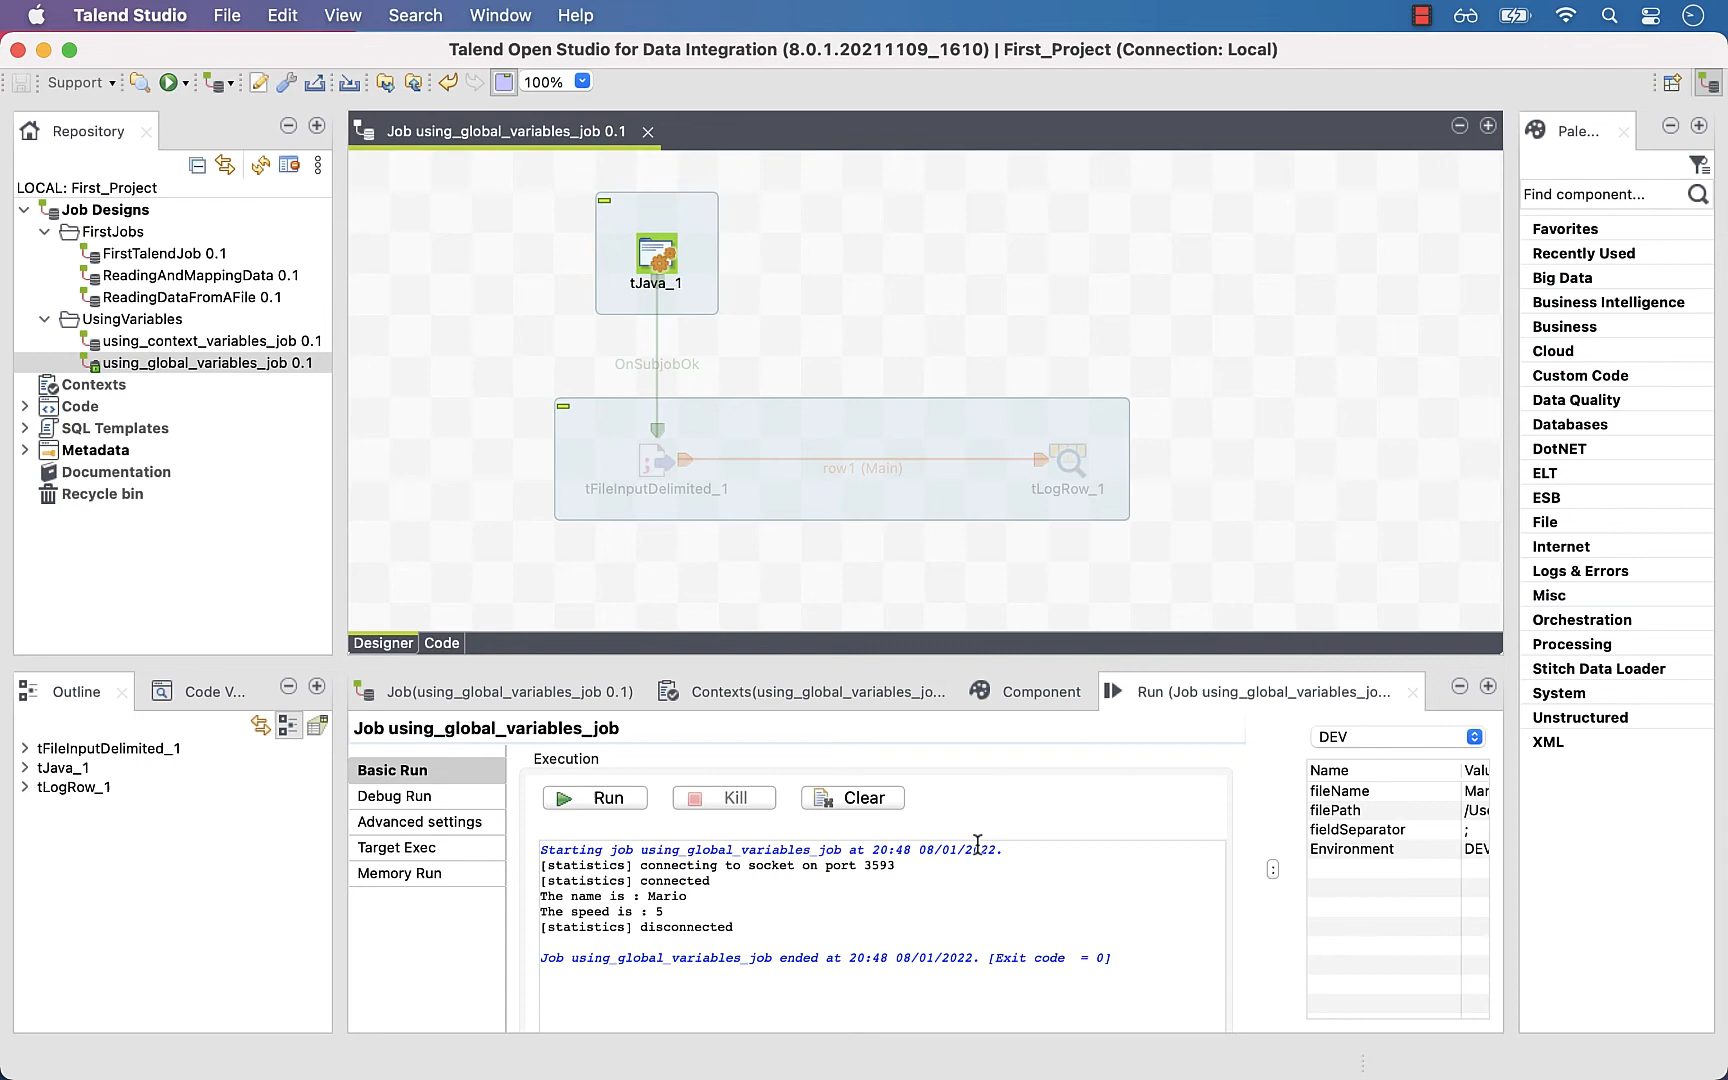 Talend Studio File Edit View Search Window Help
Talend Open Studio for Data Integration (8.0.1.20211109_1610) | First_Project (Connection: Local)
Support 100%
Repository
LOCAL: First_Project
Job Designs
FirstJobs
FirstTalendJob 0.1
ReadingAndMappingData 0.1
ReadingDataFromAFile 0.1
UsingVariables
using_context_variables_job 0.1
using_global_variables_job 0.1
Contexts
Code
SQL Templates
Metadata
Documentation
Recycle bin
Job using_global_variables_job 0.1
tJava_1
OnSubjobOk
row1 (Main)
tFileInputDelimited_1 tLogRow_1
Designer Code
Pale...
Find component...
Favorites
Recently Used
Big Data
Business Intelligence
Business
Cloud
Custom Code
Data Quality
Databases
DotNET
ELT
ESB
File
Internet
Logs & Errors
Misc
Orchestration
Processing
Stitch Data Loader
System
Unstructured
XML
Outline Code V...
tFileInputDelimited_1
tJava_1
tLogRow_1
Job(using_global_variables_job 0.1) Contexts(using_global_variables_jo... Component Run (Job using_global_variables_jo...
Job using_global_variables_job
Basic Run
Debug Run
Advanced settings
Target Exec
Memory Run
Execution
Run Kill Clear
Starting job using_global_variables_job at 20:48 08/01/2022.
[statistics] connecting to socket on port 3593
[statistics] connected
The name is : Mario
The speed is : 5
[statistics] disconnected
Job using_global_variables_job ended at 20:48 08/01/2022. [Exit code = 0]
DEV
Name Valu
fileName Mar
filePath /Use
fieldSeparator ;
Environment DEV